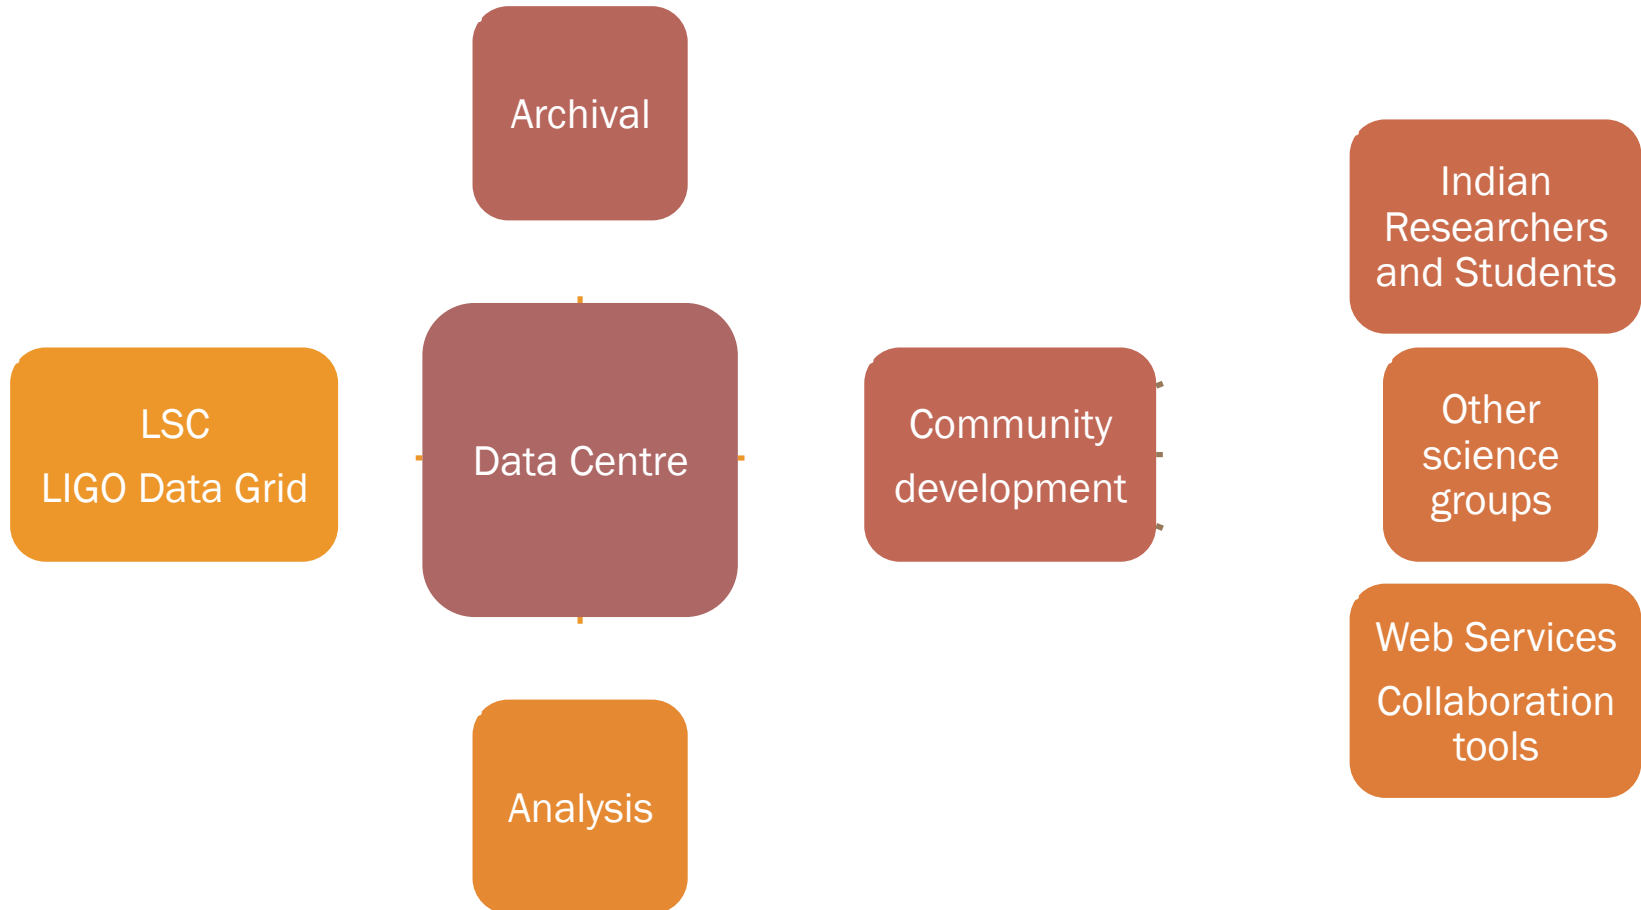 Archival
LSC
LIGO Data Grid
Data Centre
Community
development
Indian
Researchers
and Students
Other
science
groups
Web Services
Collaboration
tools
Analysis